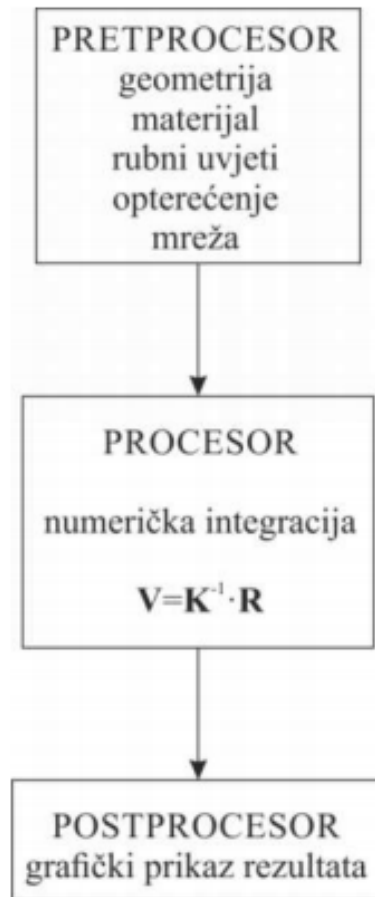 PRETPROCESOR
geometrija
materijal
rubni uvjeti
opterećenje
mreža
PROCESOR
numerička integracija
V=K⁻¹·R
POSTPROCESOR
grafički prikaz rezultata